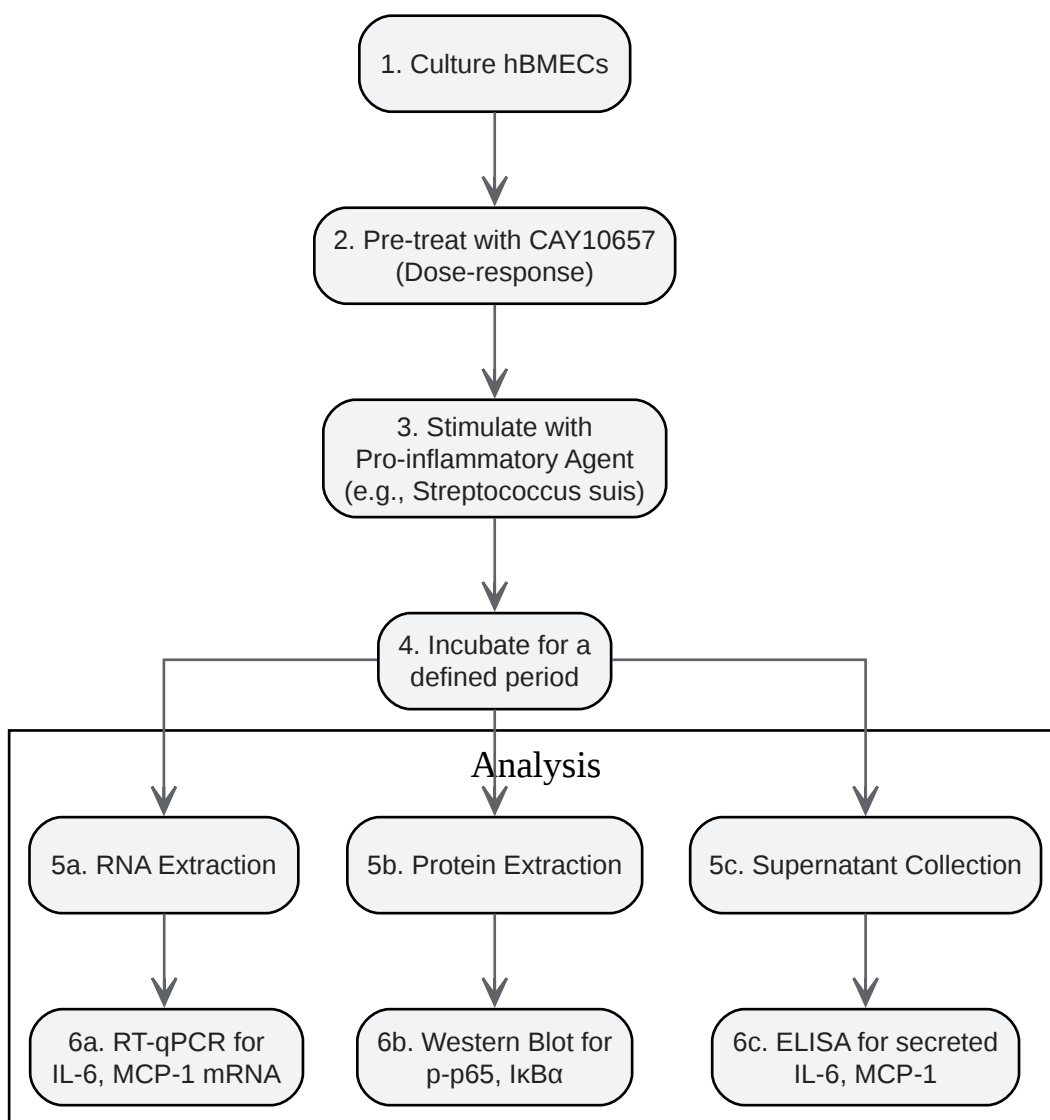 1. Culture hBMECs
2. Pre-treat with CAY10657
(Dose-response)
3. Stimulate with
Pro-inflammatory Agent
(e.g., Streptococcus suis)
4. Incubate for a
defined period
Analysis
5a. RNA Extraction
5b. Protein Extraction
5c. Supernatant Collection
6a. RT-qPCR for
IL-6, MCP-1 mRNA
6b. Western Blot for
p-p65, IκBα
6c. ELISA for secreted
IL-6, MCP-1